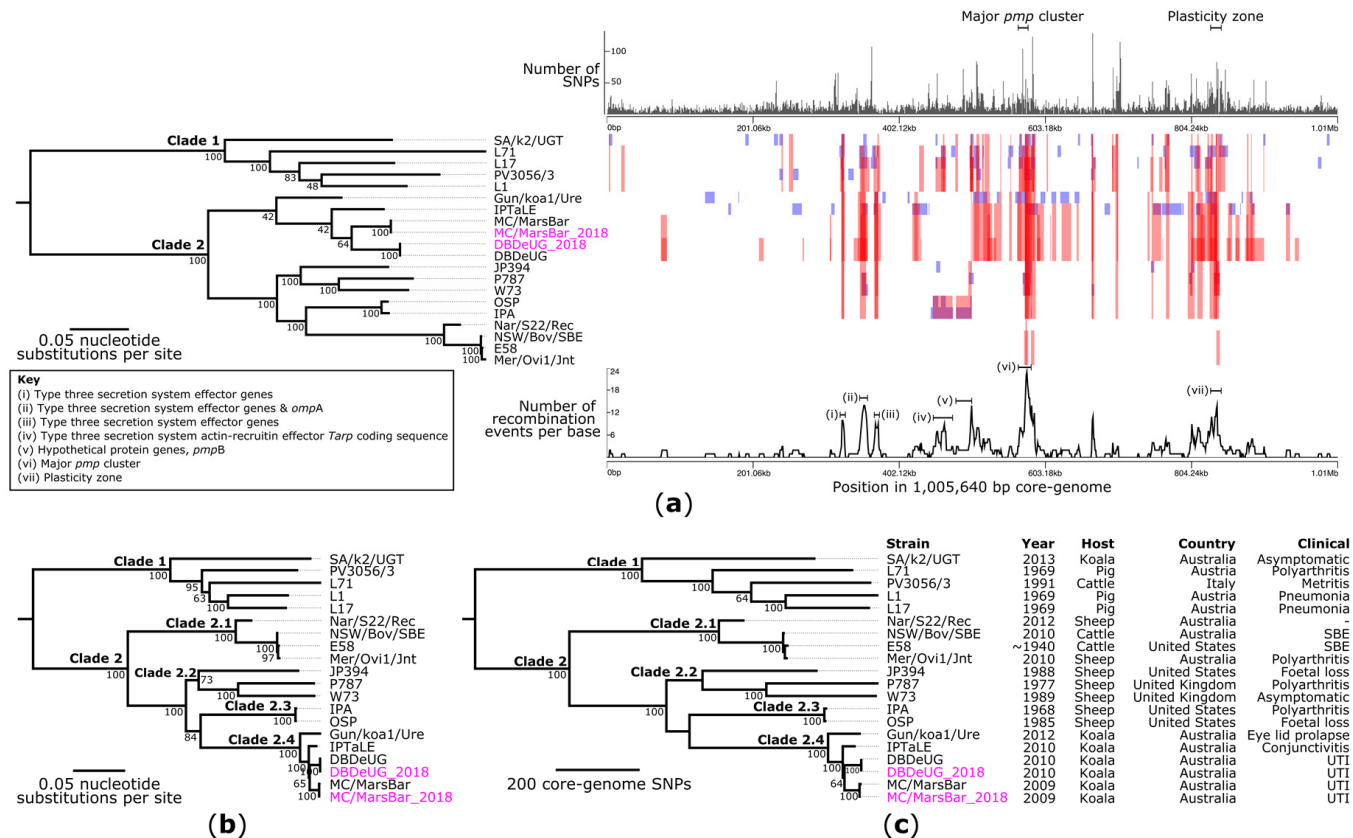 Major pmp cluster
Plasticity zone
Number of SNPs
100
50
0bp 201.06kb 402.12kb 603.18kb 804.24kb 1.01Mb
Clade 1
SA/k2/UGT
100
L71
100
L17
83
PV3056/3
48
L1
Gun/koa1/Ure
42
IPTaLE
42
MC/MarsBar
100
MC/MarsBar_2018
64
DBDeUG_2018
Clade 2
100
DBDeUG
100
JP394
P787
100
100
W73
100
OSP
100
IPA
100
Nar/S22/Rec
100
NSW/Bov/SBE
100
E58
100
Mer/Ovi1/Jnt
0.05 nucleotide
substitutions per site
Key
(i) Type three secretion system effector genes
(ii) Type three secretion system effector genes & ompA
(iii) Type three secretion system effector genes
(iv) Type three secretion system actin-recruitin effector Tarp coding sequence
(v) Hypothetical protein genes, pmpB
(vi) Major pmp cluster
(vii) Plasticity zone
Number of
recombination
events per base
24
18
12
6
(i)
(ii)
(iii)
(iv)
(v)
(vi)
(vii)
0bp 201.06kb 402.12kb 603.18kb 804.24kb 1.01Mb
Position in 1,005,640 bp core-genome
(a)
Clade 1
SA/k2/UGT
100
PV3056/3
95
L71
63
L1
100
L17
Clade 2.1
Nar/S22/Rec
100
NSW/Bov/SBE
100
E58
97
Mer/Ovi1/Jnt
Clade 2
100
Clade 2.2
JP394
73
P787
100
W73
100
Clade 2.3
IPA
100
OSP
84
Clade 2.4
Gun/koa1/Ure
100
IPTaLE
100
DBDeUG
100
DBDeUG_2018
65
MC/MarsBar
100
MC/MarsBar_2018
0.05 nucleotide
substitutions per site
(b)
Clade 1
100
100
64
100
Clade 2.1
100
100
Clade 2
100
Clade 2.2
100
100
100
Clade 2.3
100
Clade 2.4
100
100
64
100
200 core-genome SNPs
Strain Year Host Country Clinical
SA/k2/UGT 2013 Koala Australia Asymptomatic
L71 1969 Pig Austria Polyarthritis
PV3056/3 1991 Cattle Italy Metritis
L1 1969 Pig Austria Pneumonia
L17 1969 Pig Austria Pneumonia
Nar/S22/Rec 2012 Sheep Australia -
NSW/Bov/SBE 2010 Cattle Australia SBE
E58 ~1940 Cattle United States SBE
Mer/Ovi1/Jnt 2010 Sheep Australia Polyarthritis
JP394 1988 Sheep United States Foetal loss
P787 1977 Sheep United Kingdom Polyarthritis
W73 1989 Sheep United Kingdom Asymptomatic
IPA 1968 Sheep United States Polyarthritis
OSP 1985 Sheep United States Foetal loss
Gun/koa1/Ure 2012 Koala Australia Eye lid prolapse
IPTaLE 2010 Koala Australia Conjunctivitis
DBDeUG 2010 Koala Australia UTI
DBDeUG_2018 2010 Koala Australia UTI
MC/MarsBar 2009 Koala Australia UTI
MC/MarsBar_2018 2009 Koala Australia UTI
(c)